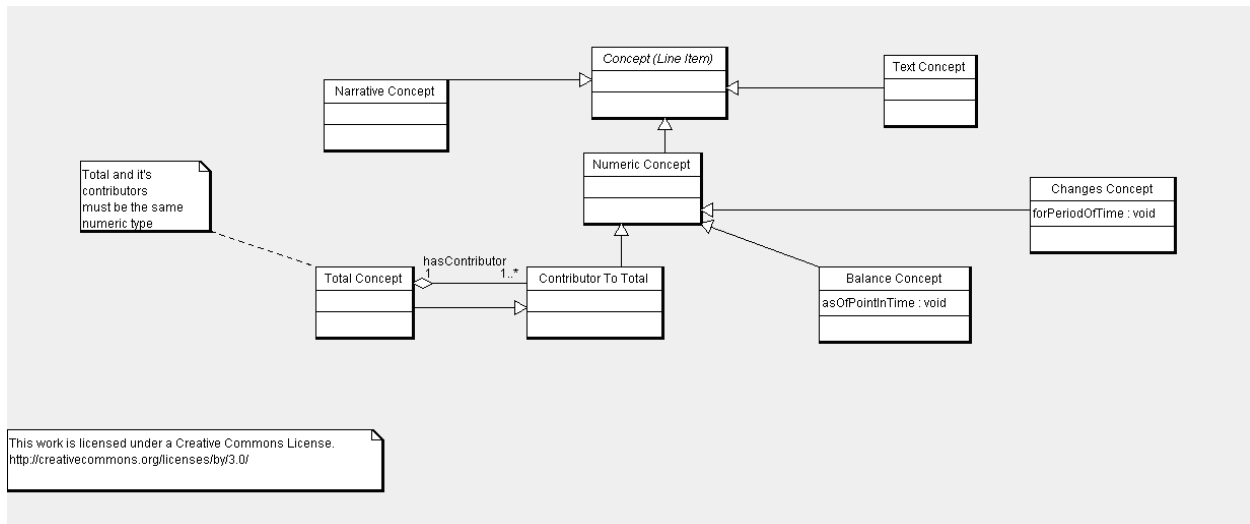 Concept (Line Item)
Text Concept
Narrative Concept
Numeric Concept
Total and it's
contributors
must be the same
numeric type
Changes Concept
forPeriodOfTime : void
hasContributor
1 1..*
Total Concept
Contributor To Total
Balance Concept
asOfPointInTime : void
This work is licensed under a Creative Commons License.
http://creativecommons.org/licenses/by/3.0/